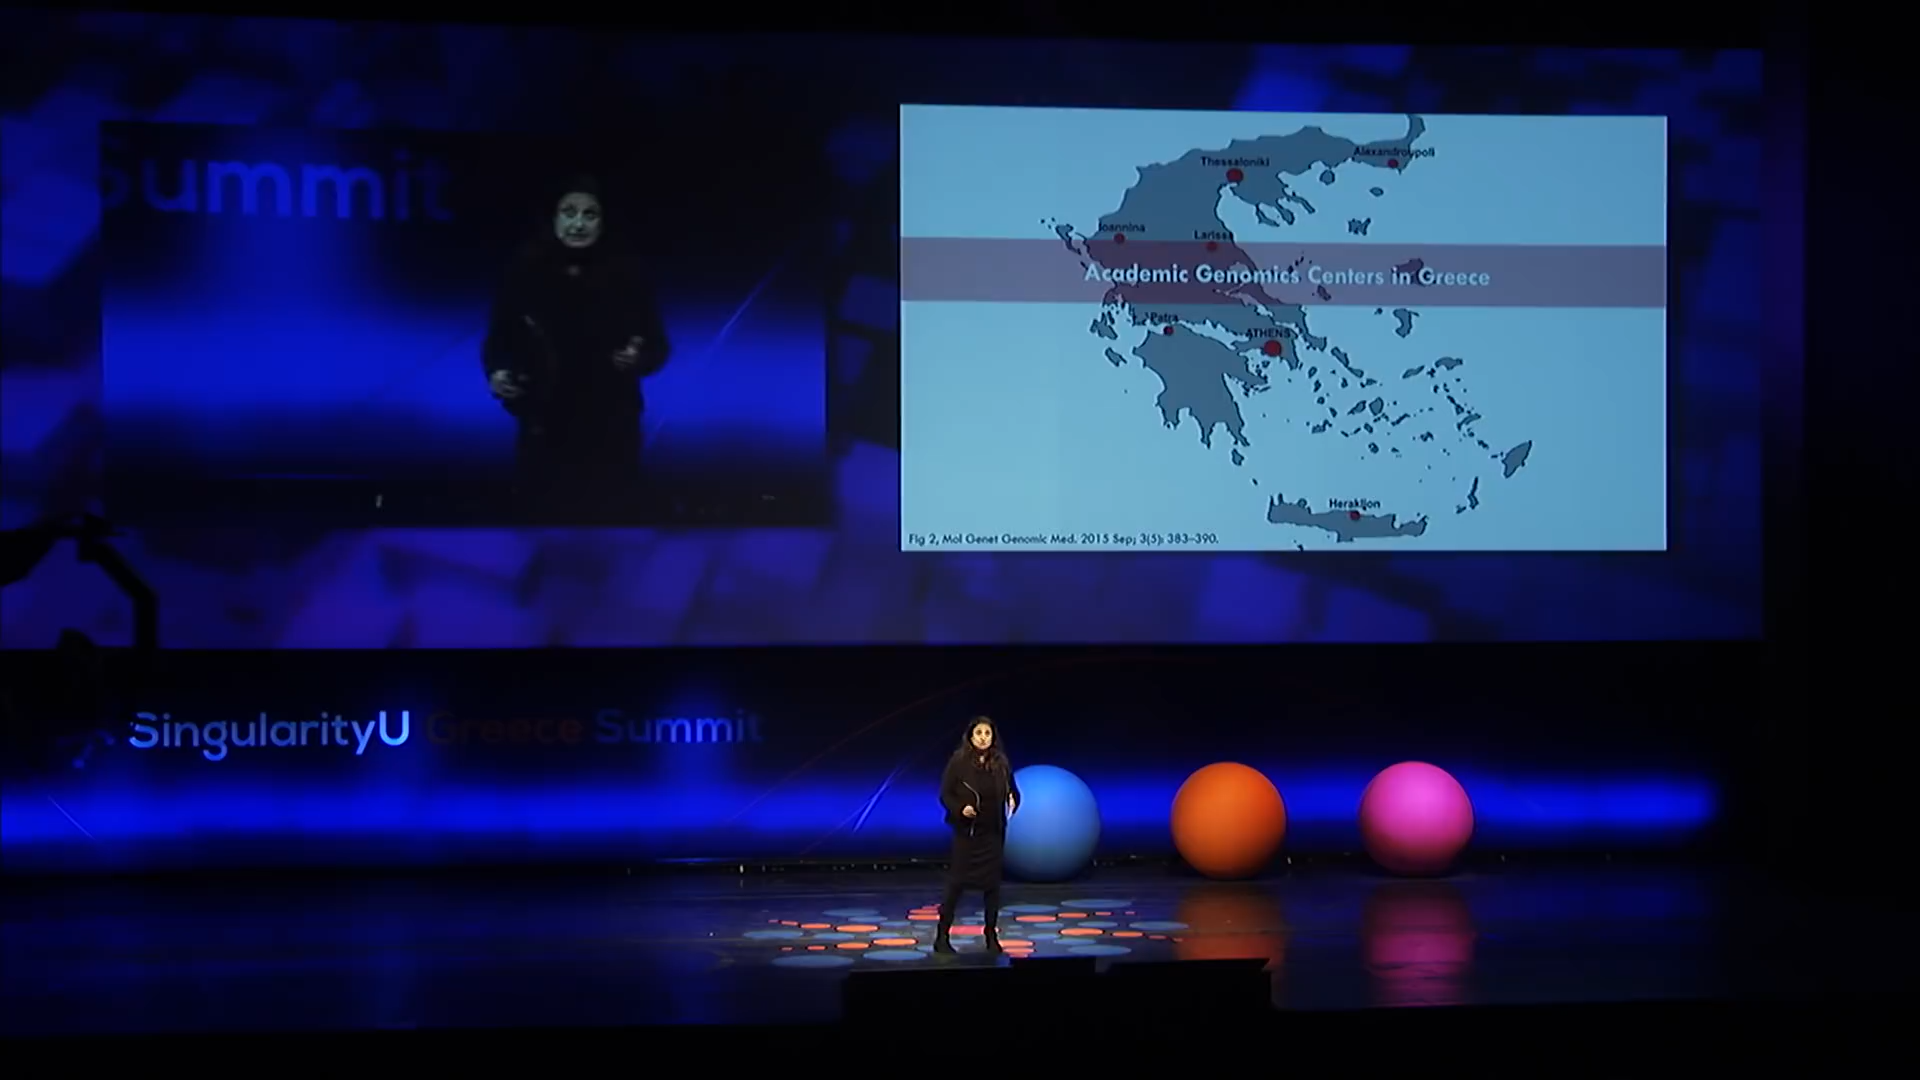 Summit
Thessaloniki
Alexandroupoli
Ioannina
Larissa
Academic Genomics Centers in Greece
Patra
ATHENS
Heraklion
Fig 2, Mol Genet Genomic Med. 2015 Sep; 3(5): 383–390.
SingularityU Greece Summit